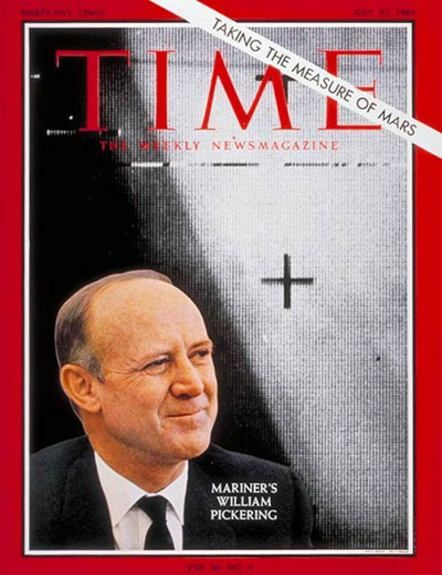 THIRTY-FIVE CENTS
JULY 23, 1965
TAKING THE MEASURE OF MARS
TIME
THE WEEKLY NEWSMAGAZINE
MARINER'S
WILLIAM
PICKERING
VOL. 86 NO. 4